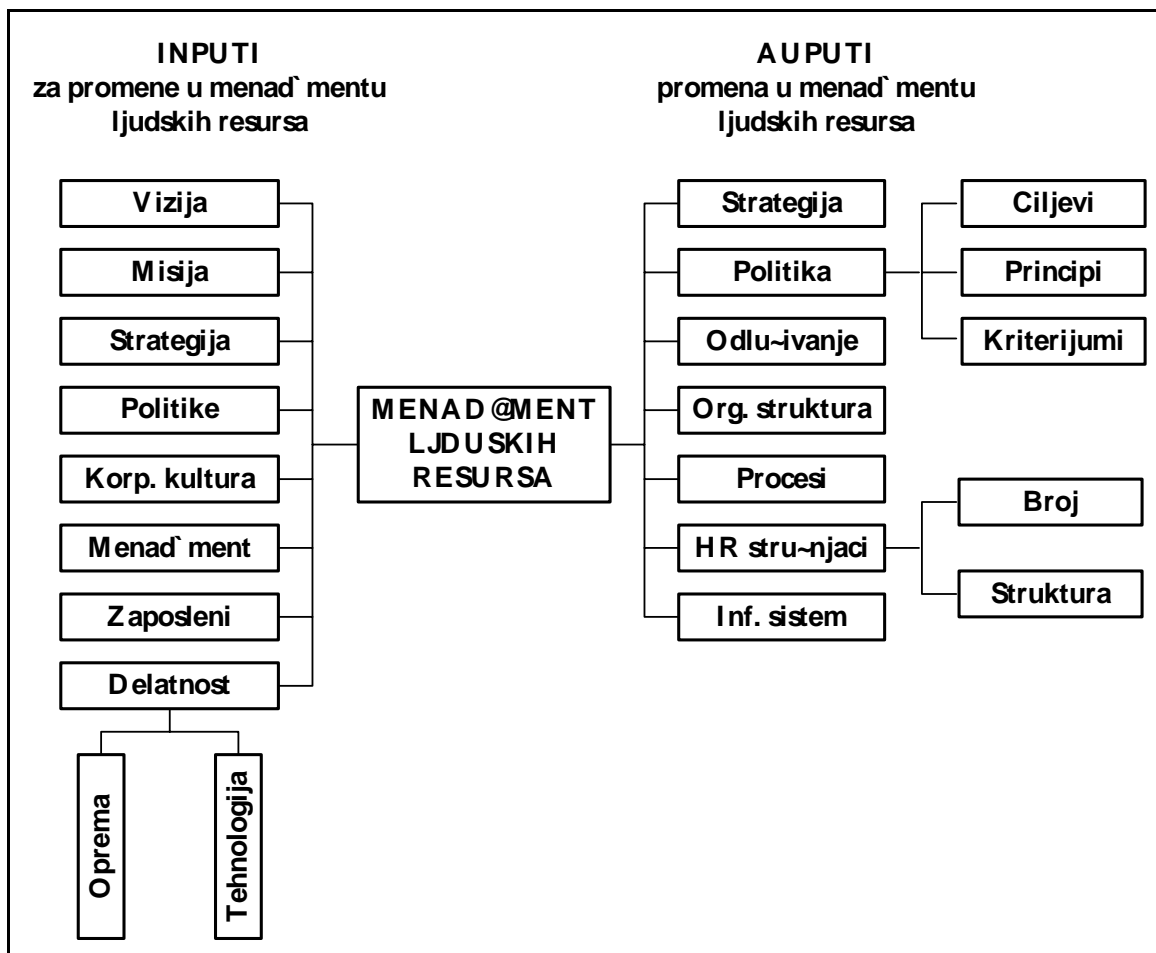 INPUTI
za promene u menad`mentu
ljudskih resursa
AUPUTI
promena u menad`mentu
ljudskih resursa
Vizija
Misija
Strategija
Politike
Korp. kultura
Menad`ment
Zaposleni
Delatnost
Oprema
Tehnologija
MENAD@MENT
LJDUSKIH
RESURSA
Strategija
Politika
Odlu~ivanje
Org. struktura
Procesi
HR stru~njaci
Inf. sistem
Ciljevi
Principi
Kriterijumi
Broj
Struktura